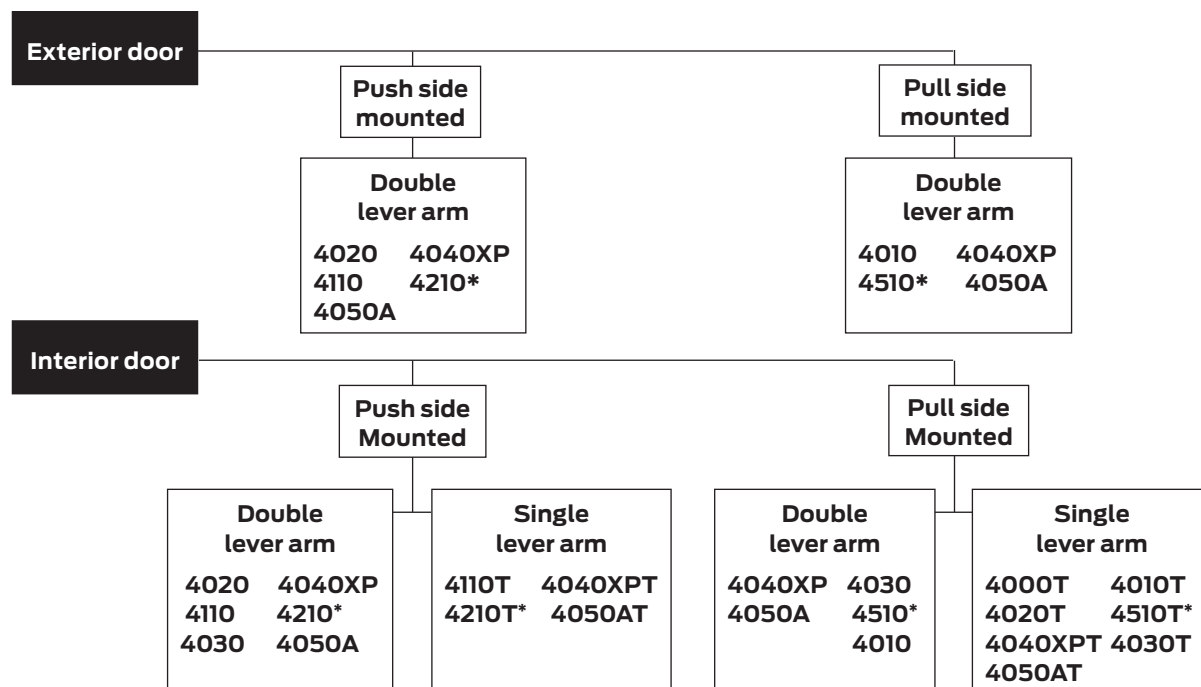 Exterior door
Push side
mounted
Pull side
mounted
Double
lever arm
4020 4040XP
4110 4210*
4050A
Double
lever arm
4010 4040XP
4510* 4050A
Interior door
Push side
Mounted
Pull side
Mounted
Double
lever arm
4020 4040XP
4110 4210*
4030 4050A
Single
lever arm
4110T 4040XPT
4210T* 4050AT
Double
lever arm
4040XP 4030
4050A 4510*
4010
Single
lever arm
4000T 4010T
4020T 4510T*
4040XPT 4030T
4050AT